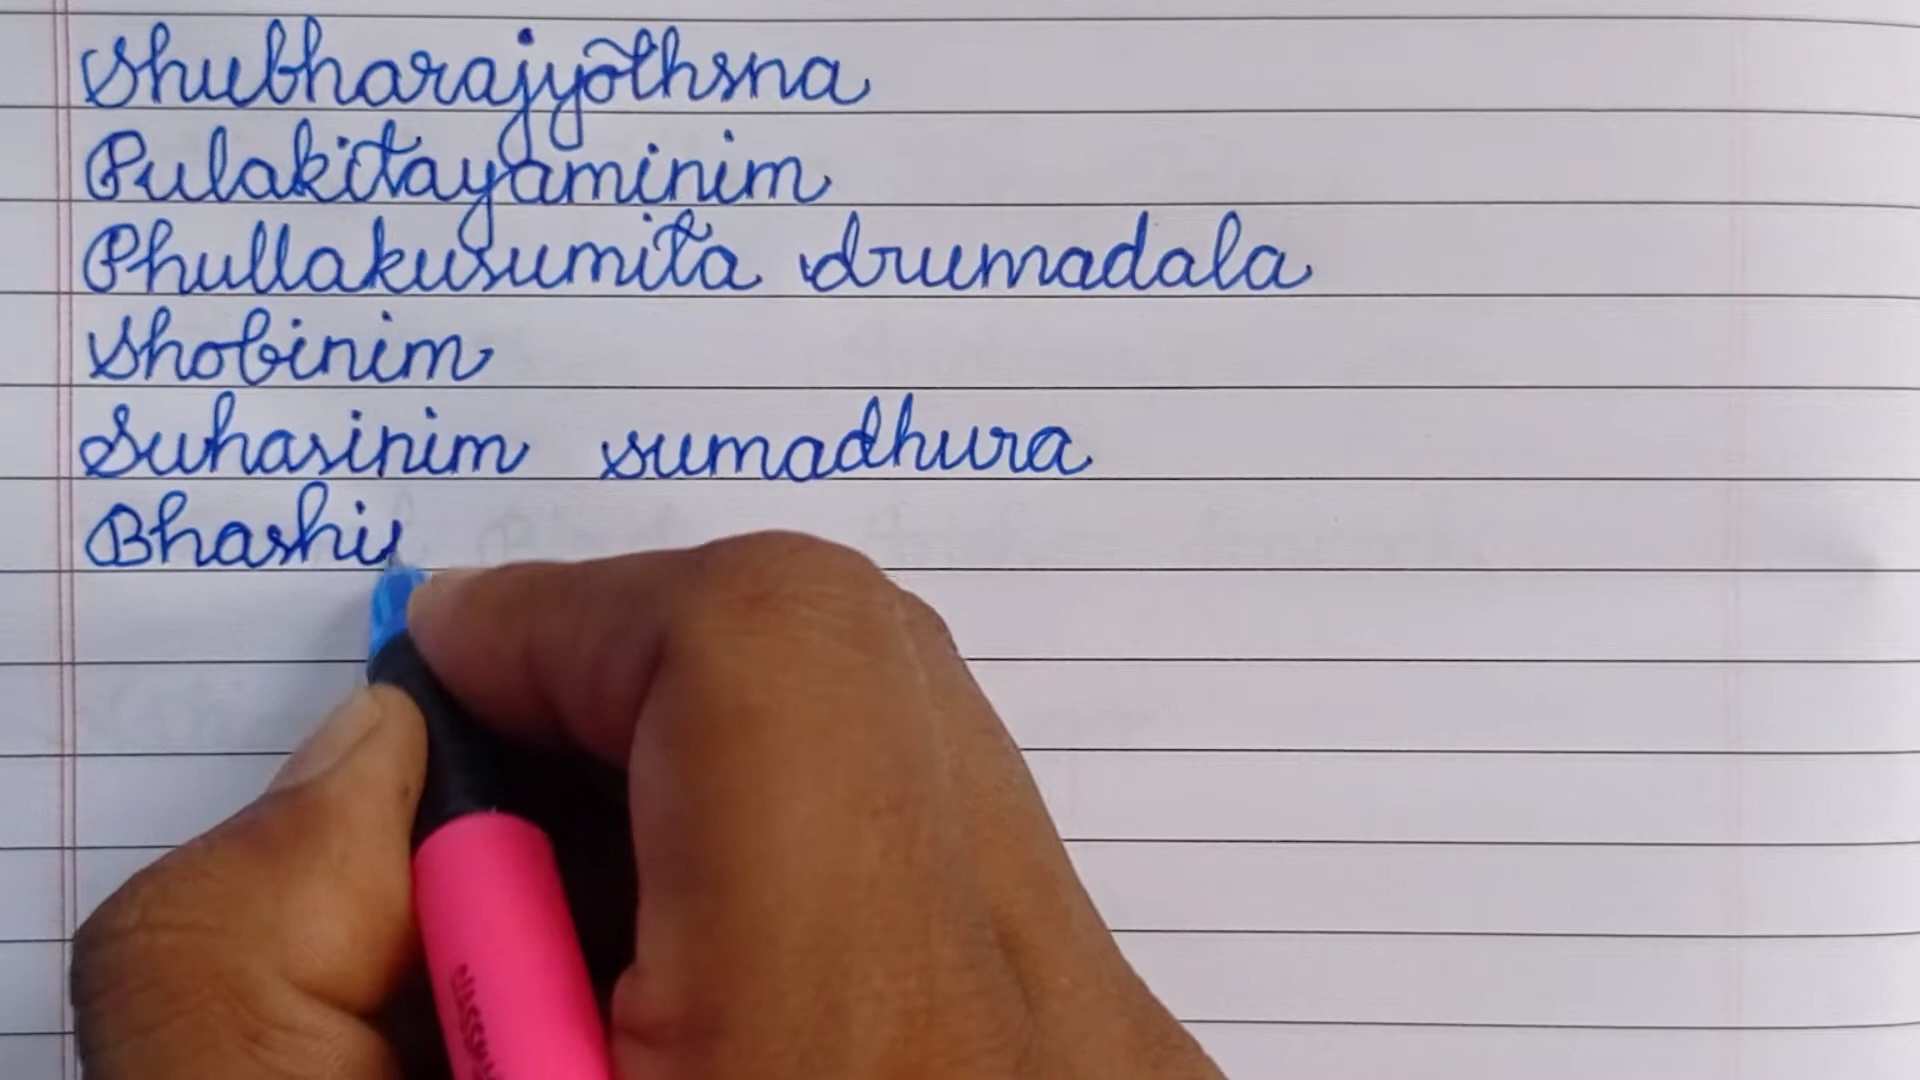 Shubharajyothsna
Pulakitayaminim
Phullakusumita drumadala
Shobinim
Suhasinim sumadhura
Bhashi